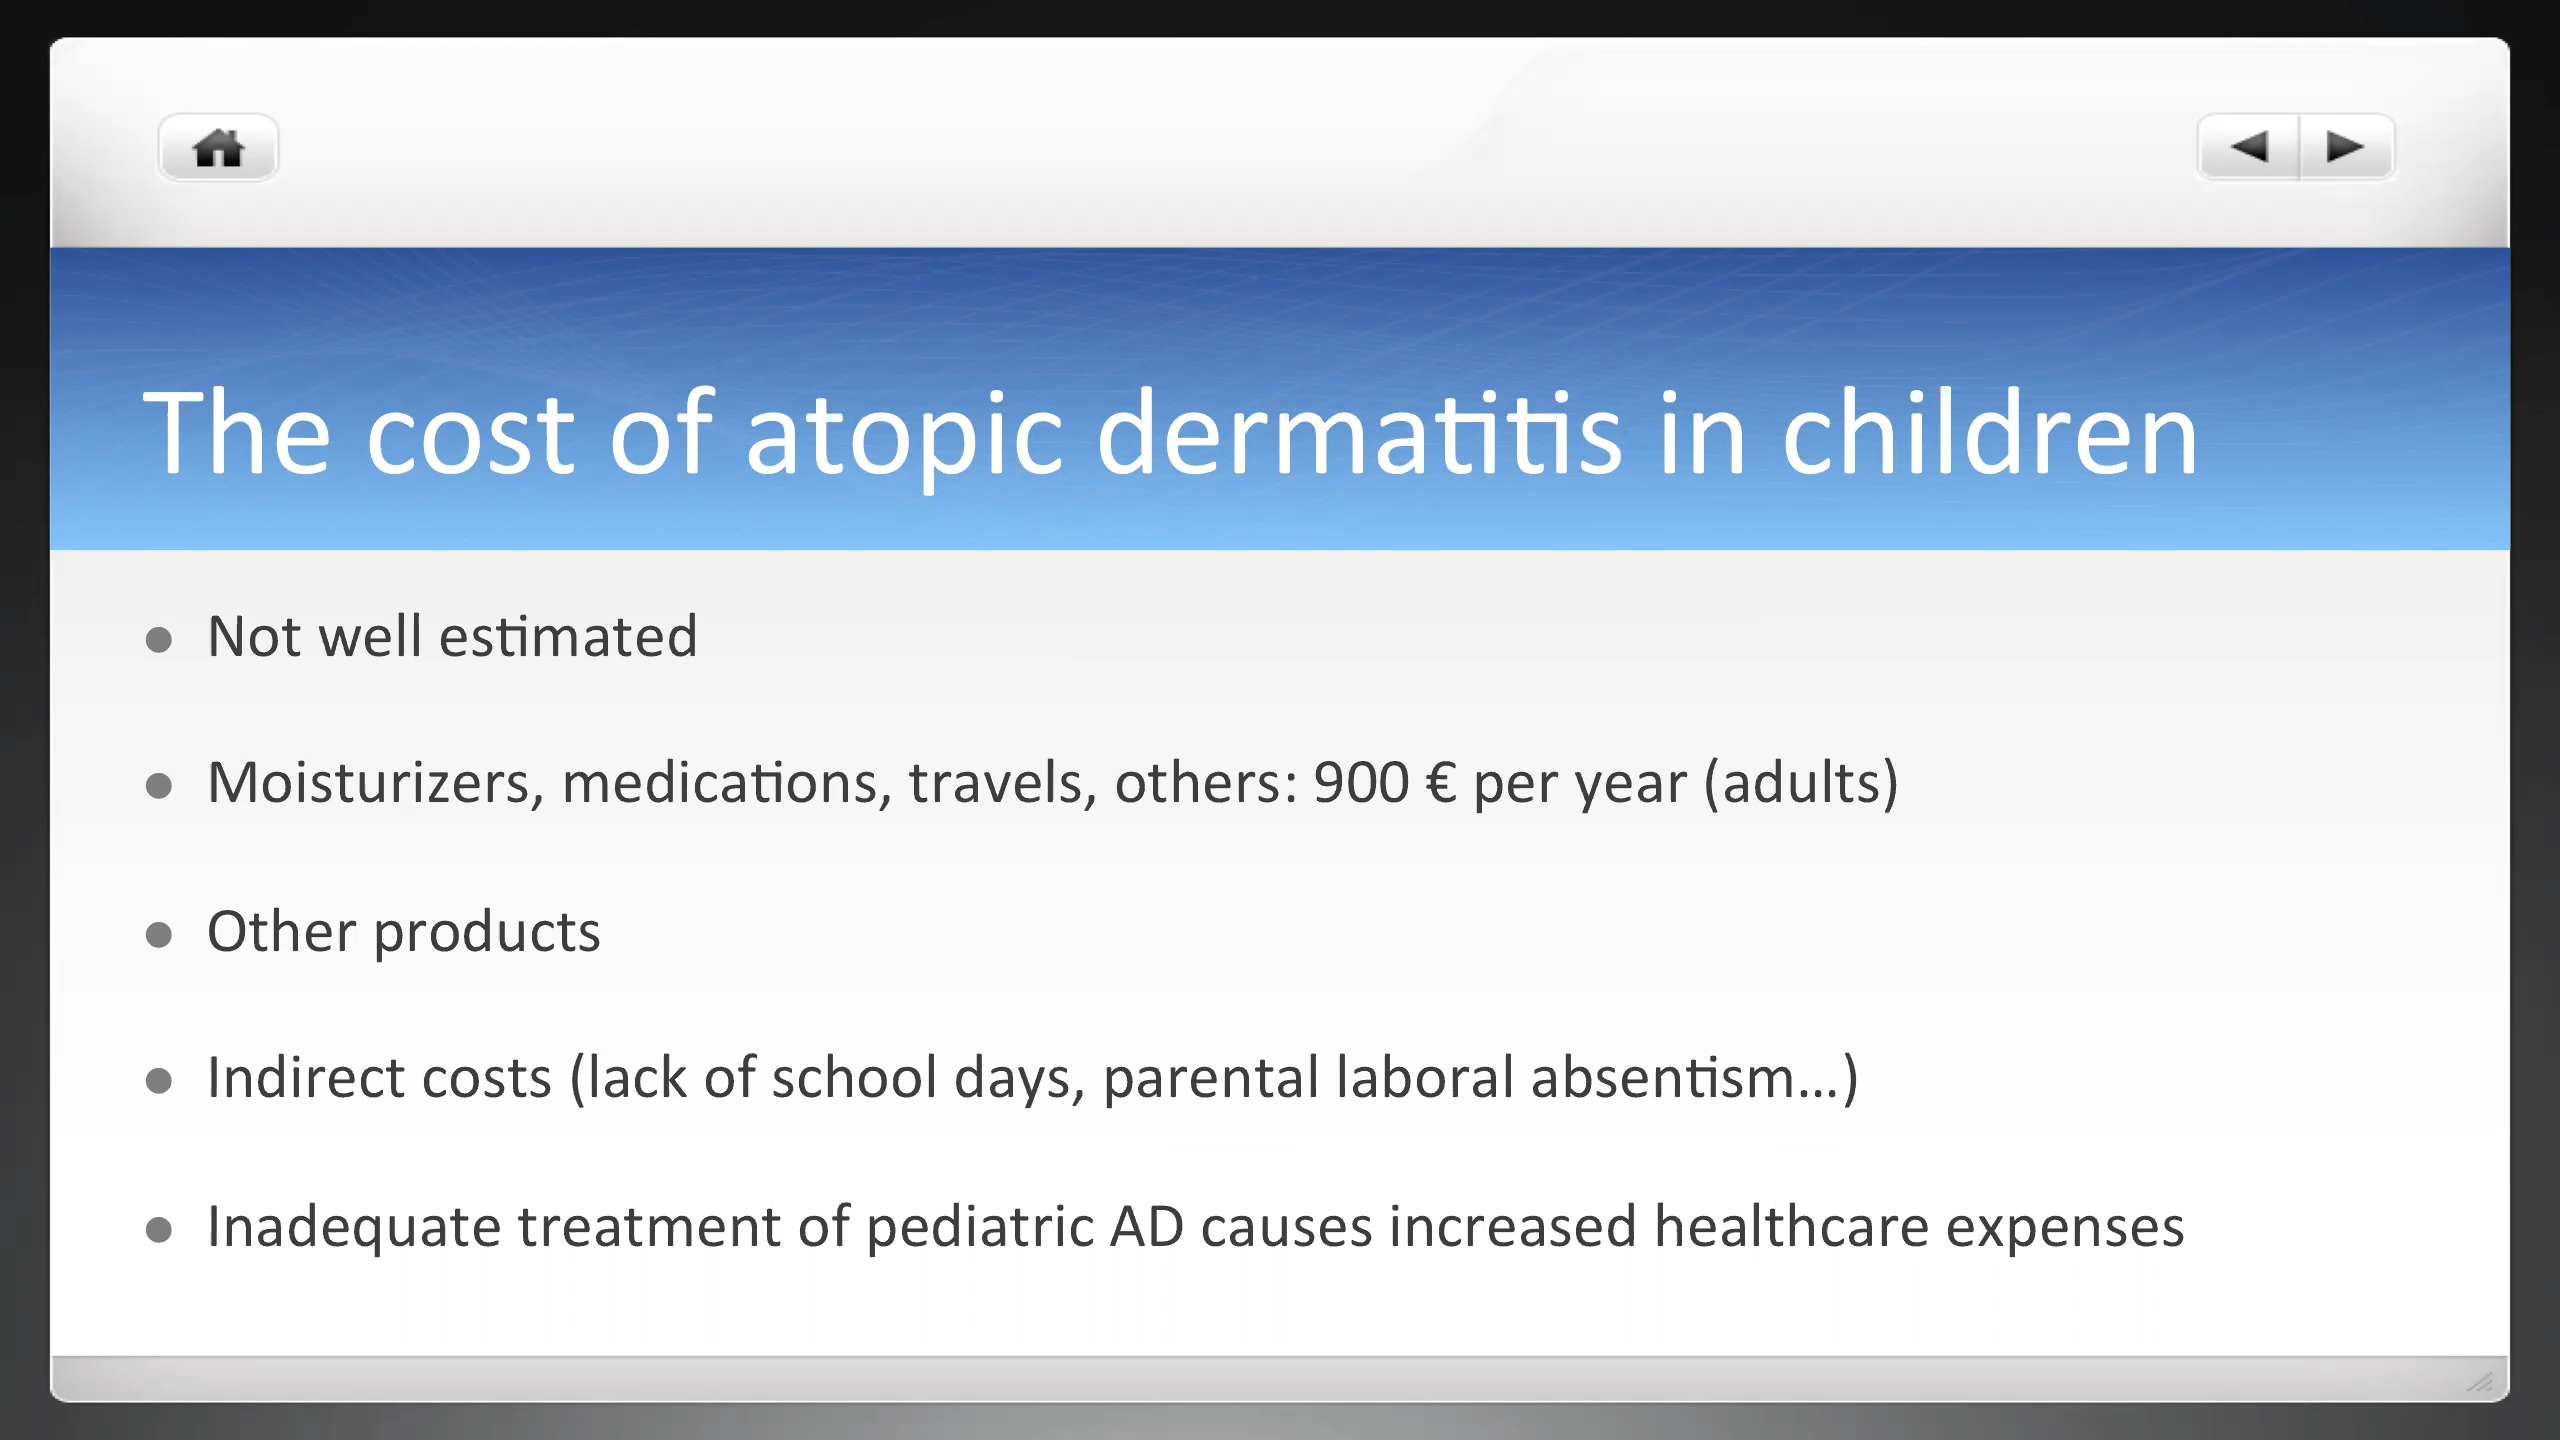 The cost of atopic dermatitis in children
● Not well estimated
● Moisturizers, medications, travels, others: 900 € per year (adults)
● Other products
● Indirect costs (lack of school days, parental laboral absentism…)
● Inadequate treatment of pediatric AD causes increased healthcare expenses